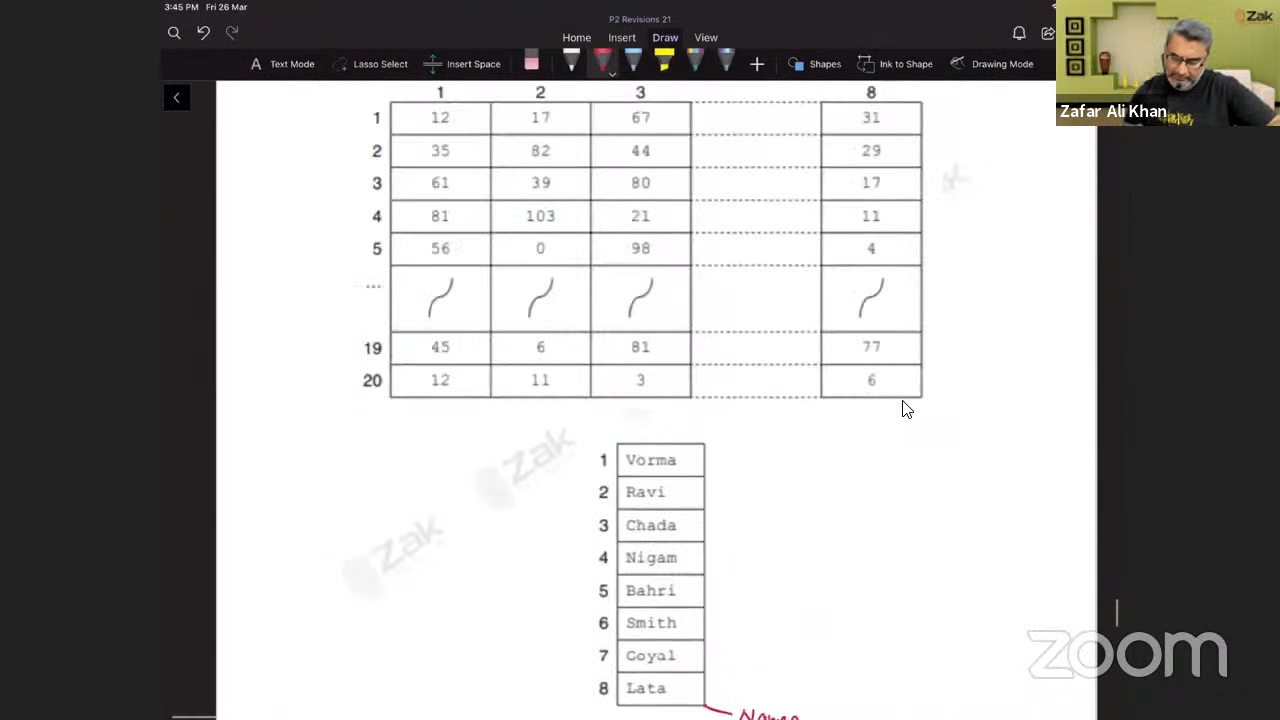 3:45 PM Fri 26 Mar
P2 Revisions 21
Home Insert Draw View
Text Mode Lasso Select Insert Space Shapes Ink to Shape Drawing Mode
Zak
Zafar Ali Khan
1 2 3 8
1 12 17 67 31
2 35 82 44 29
3 61 39 80 17
4 81 103 21 11
5 56 0 98 4
...
19 45 6 81 77
20 12 11 3 6
Zak
Zak
1 Vorma
2 Ravi
3 Chada
4 Nigam
5 Bahri
6 Smith
7 Goyal
8 Lata
zoom